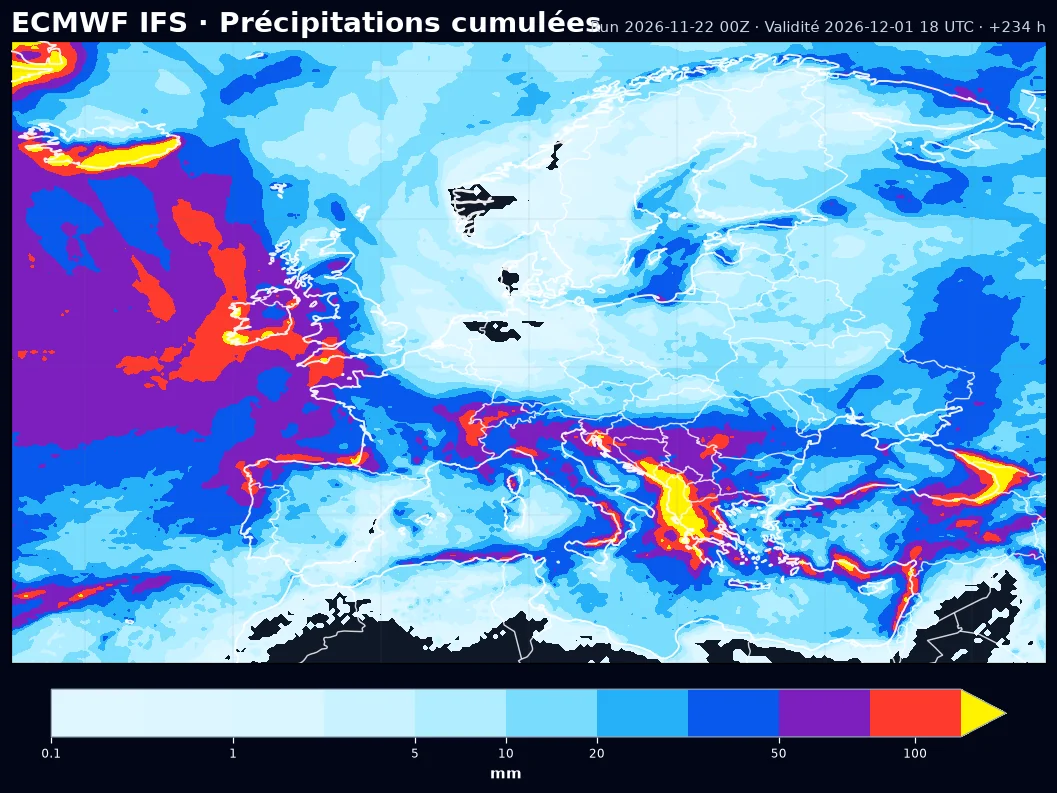 ECMWF IFS · Précipitations cumulées
Run 2026-11-22 00Z · Validité 2026-12-01 18 UTC · +234 h
0.1 1 5 10 20 50 100
mm